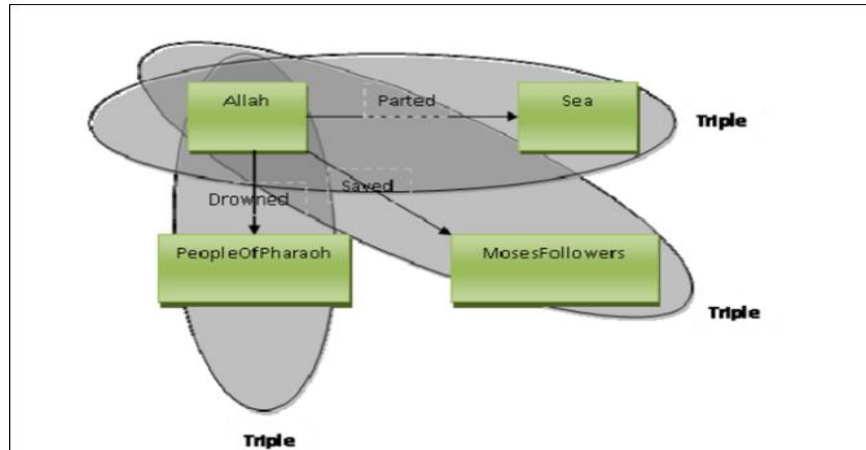 Allah
Parted
Sea
Triple
Saved
Drowned
PeopleOfPharaoh
MosesFollowers
Triple
Triple